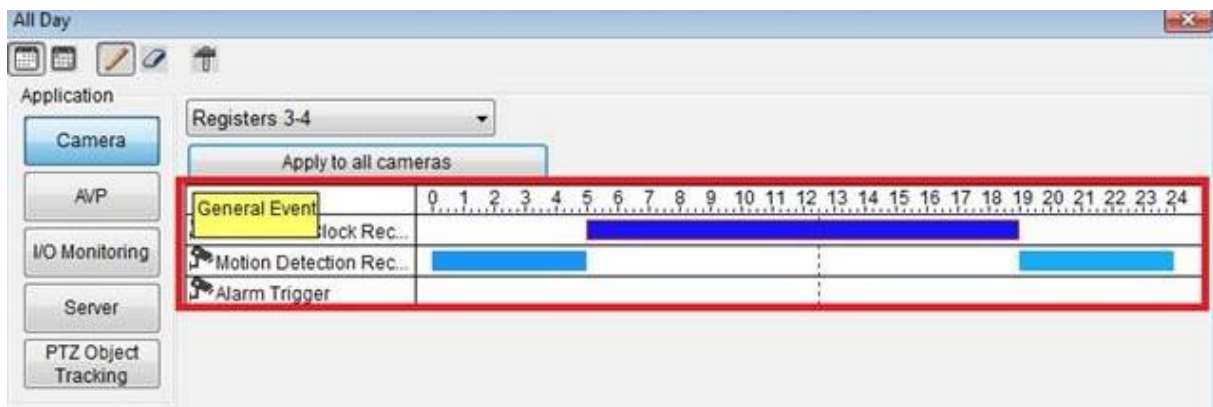 All Day
Application
Camera
AVP
I/O Monitoring
Server
PTZ Object
Tracking
Registers 3-4
Apply to all cameras
General Event
0 1 2 3 4 5 6 7 8 9 10 11 12 13 14 15 16 17 18 19 20 21 22 23 24
lock Rec...
Motion Detection Rec...
Alarm Trigger